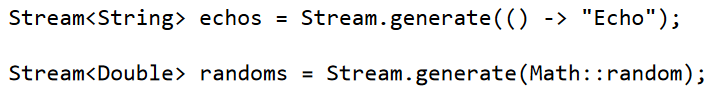 Stream<String> echos = Stream.generate(() -> "Echo");
Stream<Double> randoms = Stream.generate(Math::random);